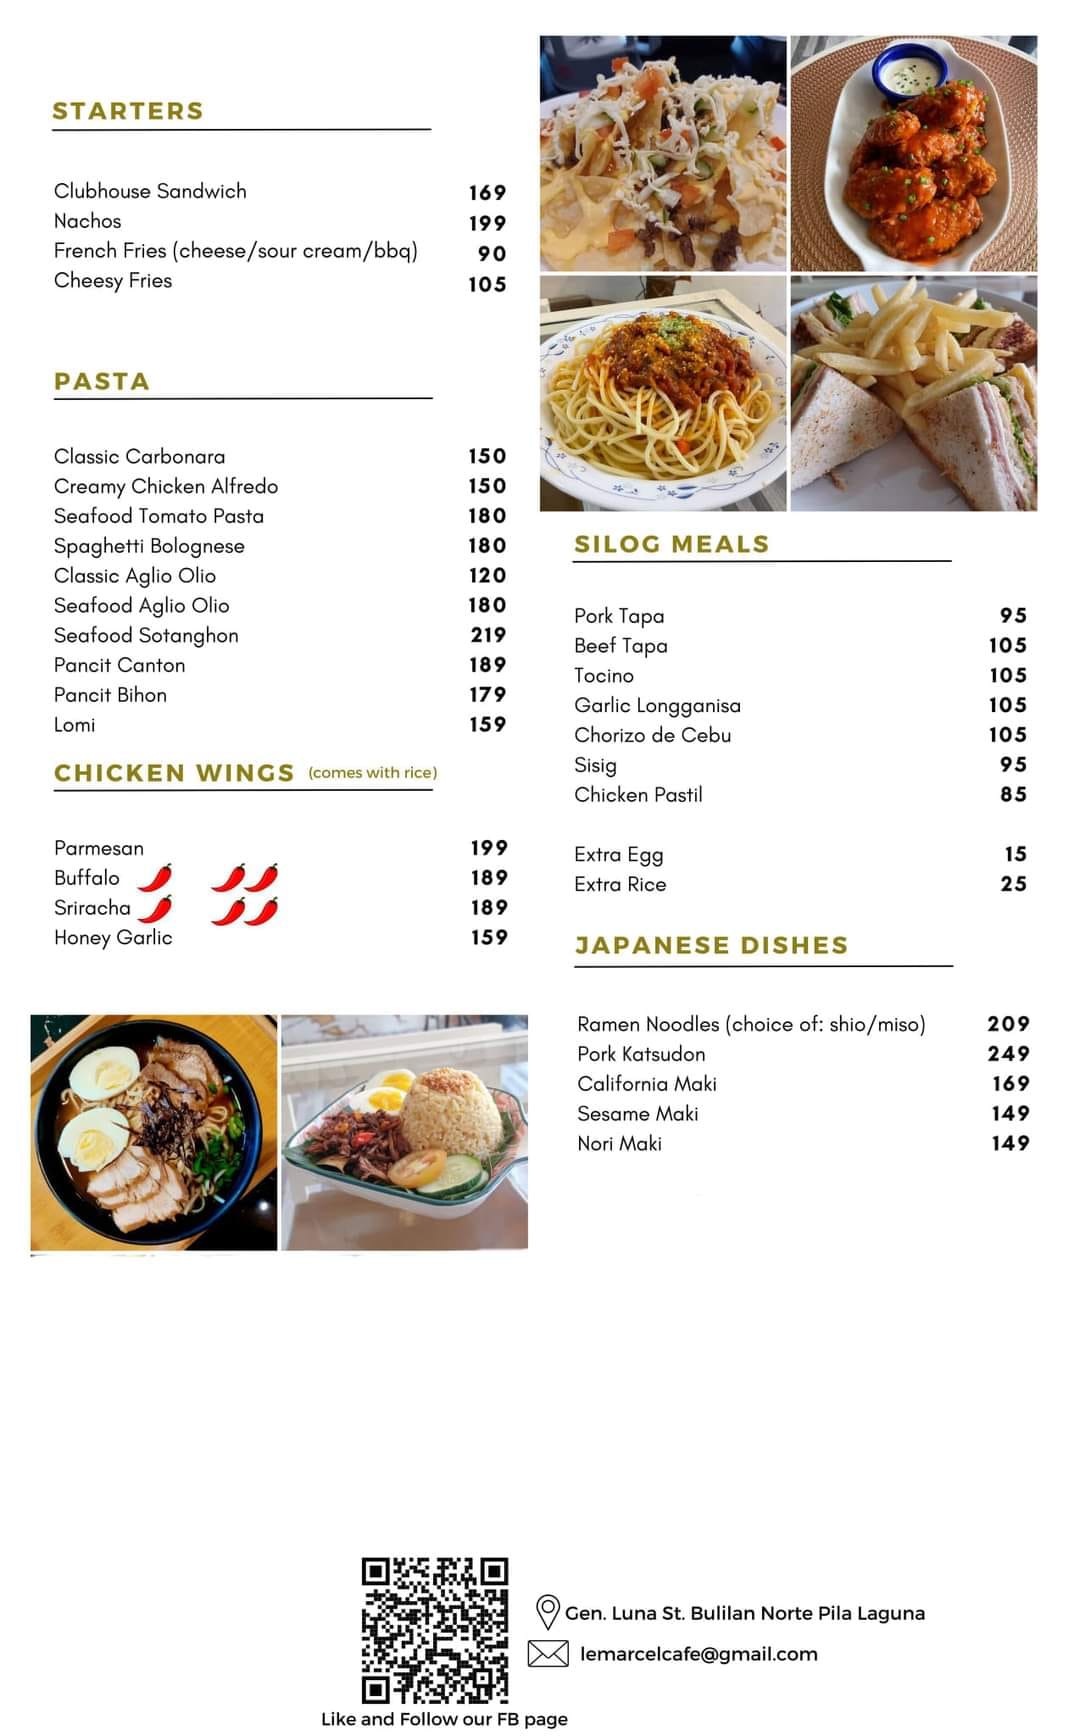 STARTERS
Clubhouse Sandwich 169
Nachos 199
French Fries (cheese/sour cream/bbq) 90
Cheesy Fries 105
PASTA
Classic Carbonara 150
Creamy Chicken Alfredo 150
Seafood Tomato Pasta 180
Spaghetti Bolognese 180
Classic Aglio Olio 120
Seafood Aglio Olio 180
Seafood Sotanghon 219
Pancit Canton 189
Pancit Bihon 179
Lomi 159
CHICKEN WINGS (comes with rice)
Parmesan 199
Buffalo 189
Sriracha 189
Honey Garlic 159
SILOG MEALS
Pork Tapa 95
Beef Tapa 105
Tocino 105
Garlic Longganisa 105
Chorizo de Cebu 105
Sisig 95
Chicken Pastil 85
Extra Egg 15
Extra Rice 25
JAPANESE DISHES
Ramen Noodles (choice of: shio/miso) 209
Pork Katsudon 249
California Maki 169
Sesame Maki 149
Nori Maki 149
Gen. Luna St. Bulilan Norte Pila Laguna
lemarcelcafe@gmail.com
Like and Follow our FB page